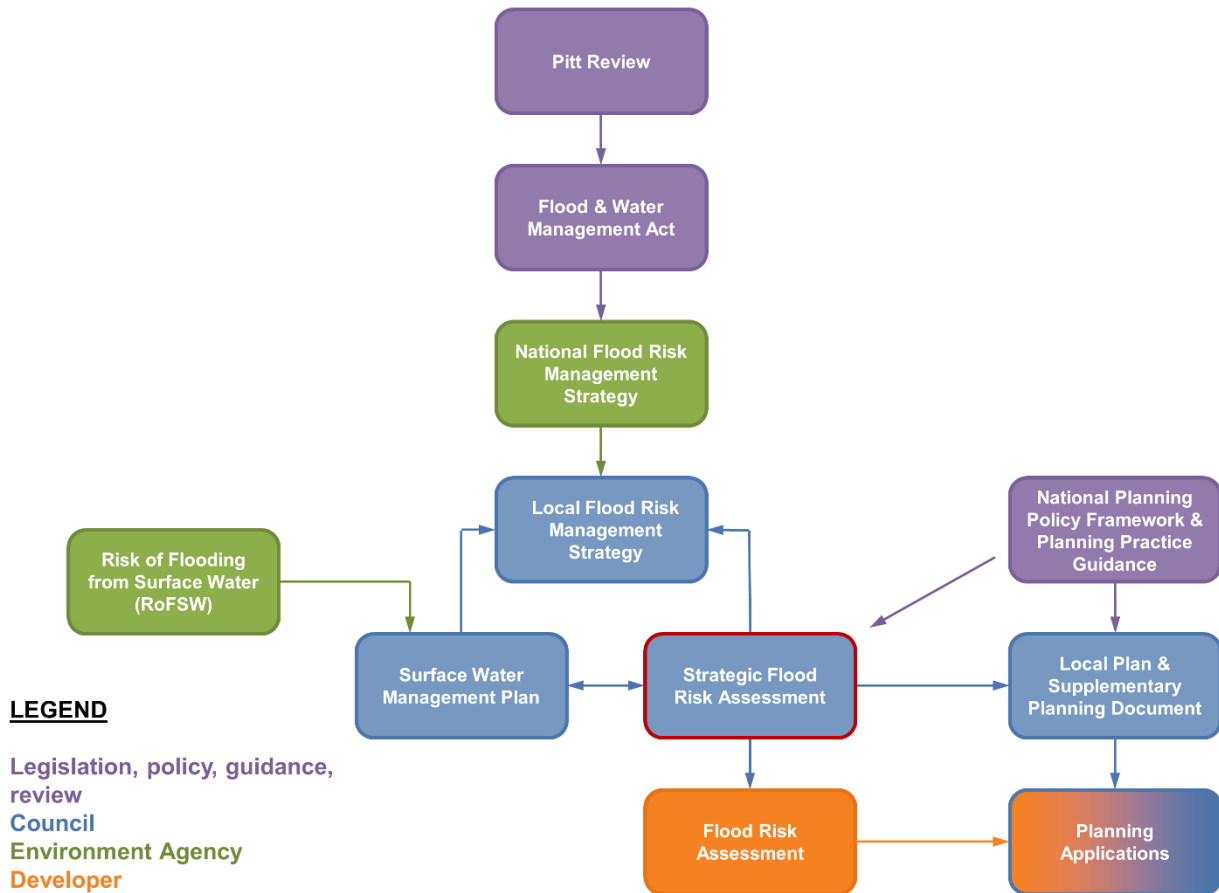 Pitt Review
Flood & Water
Management Act
National Flood Risk
Management
Strategy
Local Flood Risk
Management
Strategy
National Planning
Policy Framework &
Planning Practice
Guidance
Risk of Flooding
from Surface Water
(RoFSW)
Surface Water
Management Plan
Strategic Flood
Risk Assessment
Local Plan &
Supplementary
Planning Document
Flood Risk
Assessment
Planning
Applications
LEGEND
Legislation, policy, guidance,
review
Council
Environment Agency
Developer